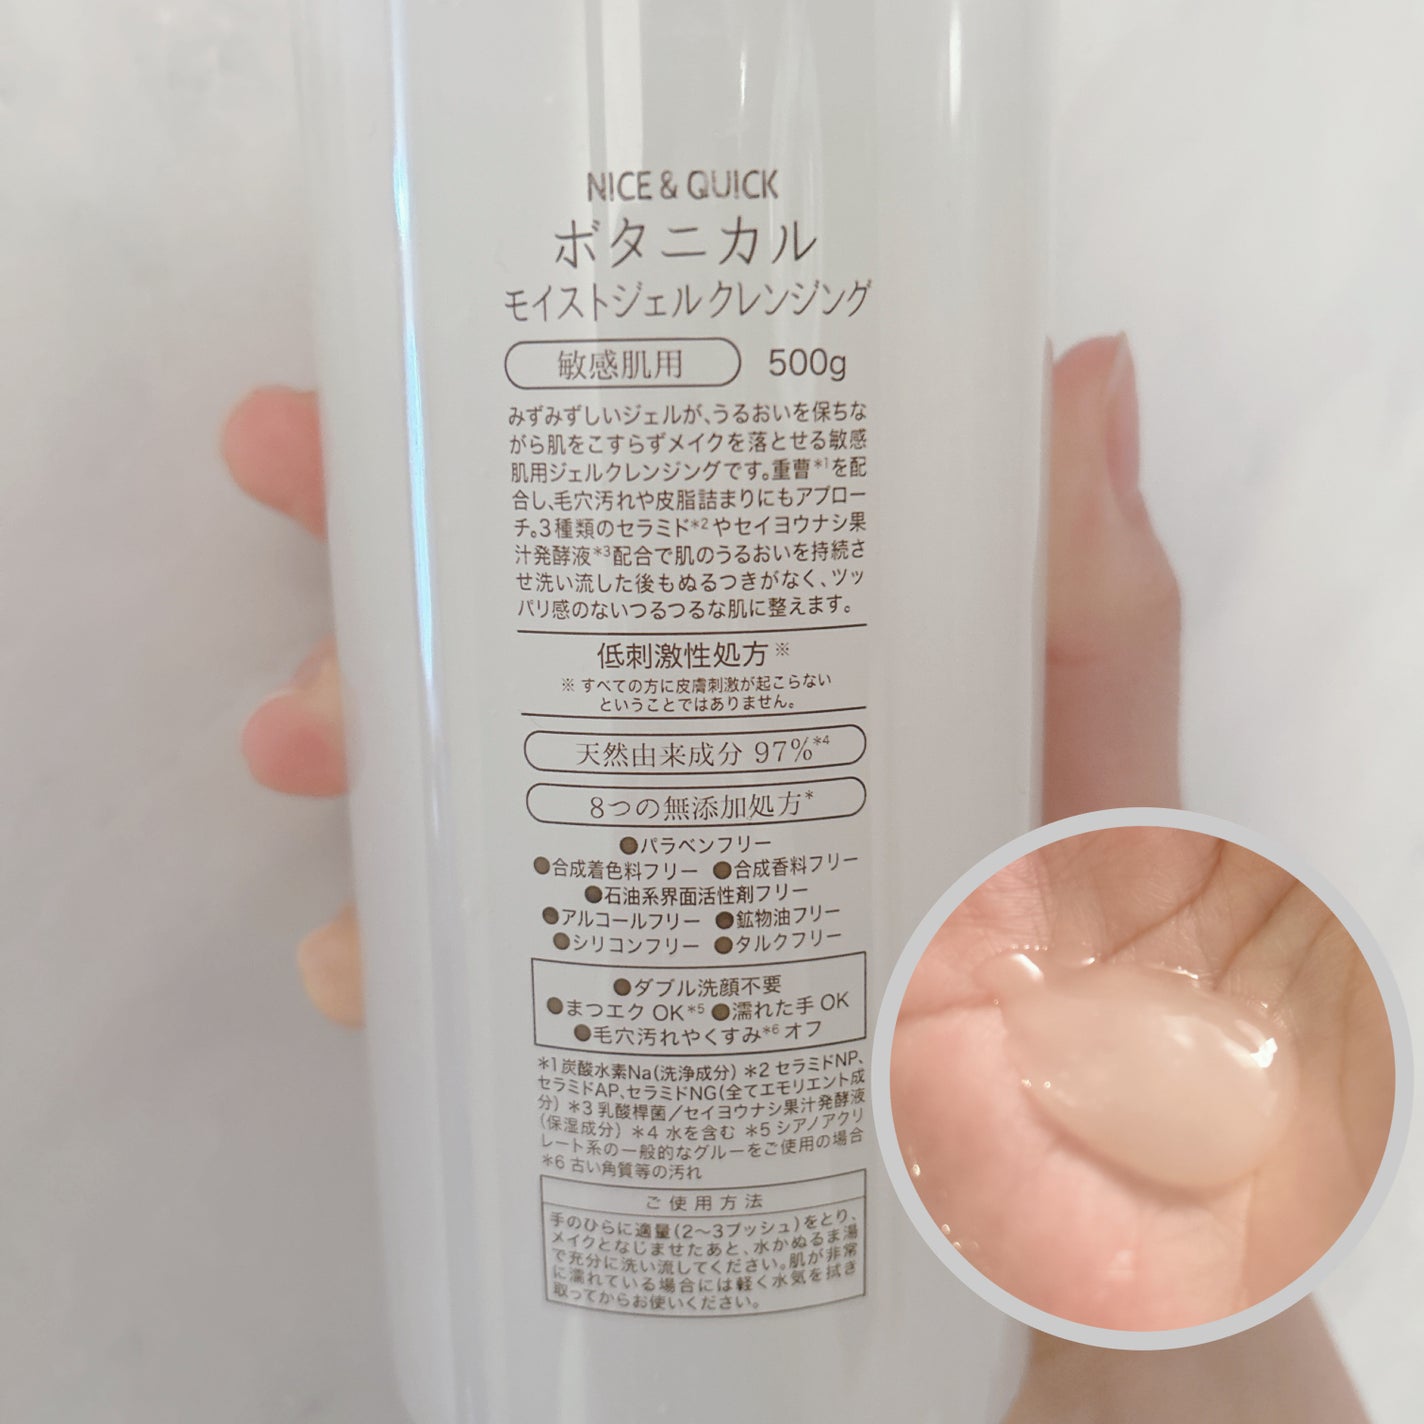 NICE & QUICK
ボタニカル
モイストジェルクレンジング
敏感肌用 500g
みずみずしいジェルが、うるおいを保ちな
がら肌をこすらずメイクを落とせる敏感
肌用ジェルクレンジングです。重曹*1を配
合し、毛穴汚れや皮脂詰まりにもアプロー
チ。3種類のセラミド*2やセイヨウナシ果
汁発酵液*3配合で肌のうるおいを持続さ
せ洗い流した後もぬるつきがなく、ツッ
パリ感のないつるつるな肌に整えます。
低刺激性処方※
※ すべての方に皮膚刺激が起こらない
ということではありません。
天然由来成分 97%*4
8つの無添加処方*
●パラベンフリー
●合成着色料フリー ●合成香料フリー
●石油系界面活性剤フリー
●アルコールフリー ●鉱物油フリー
●シリコンフリー ●タルクフリー
●ダブル洗顔不要
●まつエク OK*5 ●濡れた手 OK
●毛穴汚れやくすみ*6 オフ
*1 炭酸水素Na(洗浄成分) *2 セラミドNP、
セラミドAP、セラミドNG(全てエモリエント成
分) *3 乳酸桿菌/セイヨウナシ果汁発酵液
(保湿成分) *4 水を含む *5 シアノアクリ
レート系の一般的なグルーをご使用の場合
*6 古い角質等の汚れ
ご使用方法
手のひらに適量(2〜3プッシュ)をとり、
メイクとなじませたあと、水かぬるま湯
で充分に洗い流してください。肌が非常
に濡れている場合には軽く水気を拭き
取ってからお使いください。